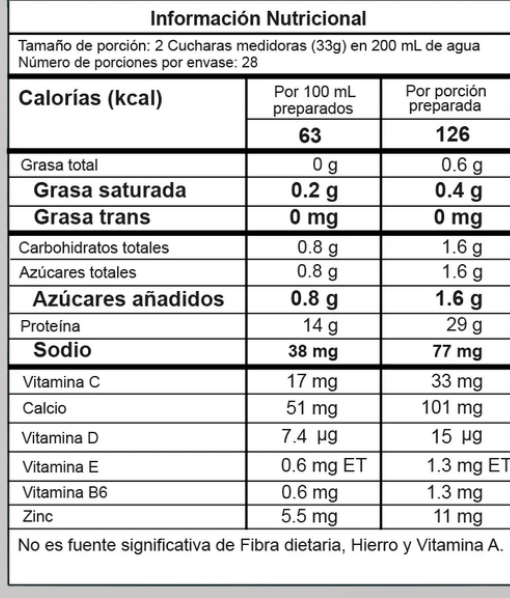 Información Nutricional
Tamaño de porción: 2 Cucharas medidoras (33g) en 200 mL de agua
Número de porciones por envase: 28
Calorías (kcal) Por 100 mL preparados Por porción preparada
63 126
Grasa total 0 g 0.6 g
Grasa saturada 0.2 g 0.4 g
Grasa trans 0 mg 0 mg
Carbohidratos totales 0.8 g 1.6 g
Azúcares totales 0.8 g 1.6 g
Azúcares añadidos 0.8 g 1.6 g
Proteína 14 g 29 g
Sodio 38 mg 77 mg
Vitamina C 17 mg 33 mg
Calcio 51 mg 101 mg
Vitamina D 7.4 µg 15 µg
Vitamina E 0.6 mg ET 1.3 mg ET
Vitamina B6 0.6 mg 1.3 mg
Zinc 5.5 mg 11 mg
No es fuente significativa de Fibra dietaria, Hierro y Vitamina A.